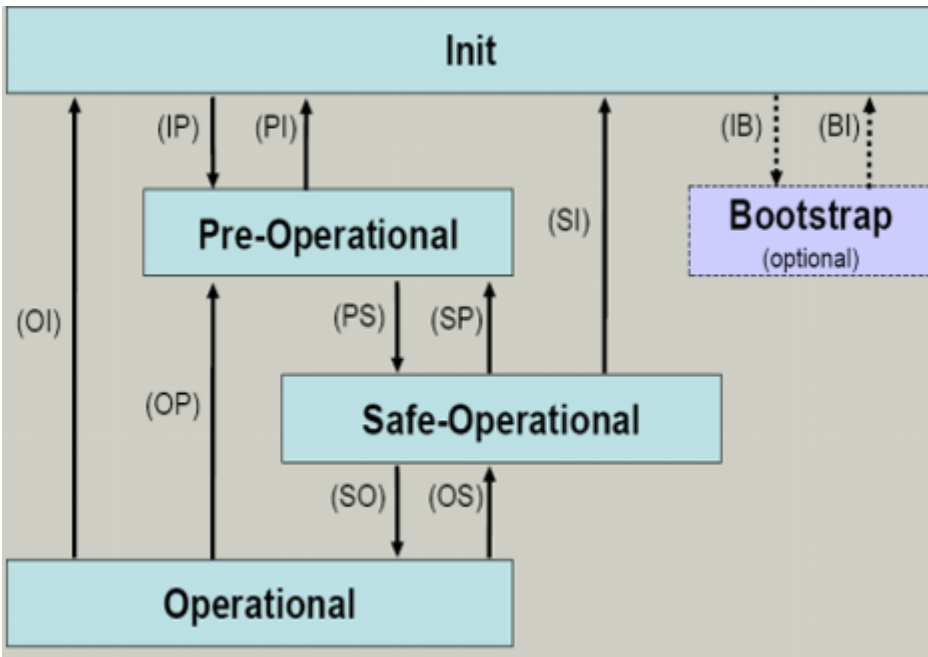 Init
(IP)
(PI)
(IB)
(BI)
Pre-Operational
Bootstrap
(optional)
(SI)
(OI)
(PS)
(SP)
(OP)
Safe-Operational
(SO)
(OS)
Operational